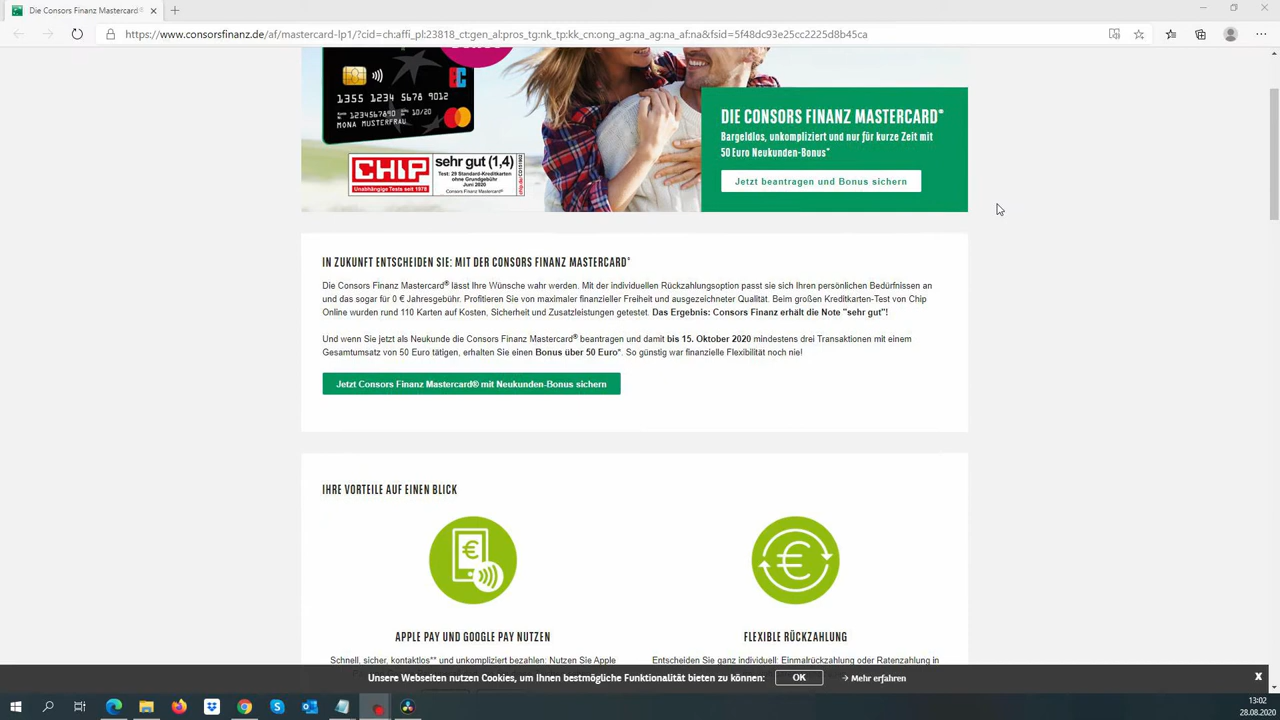 Die Consors Finanz Mastercard®
https://www.consorsfinanz.de/af/mastercard-lp1/?cid=ch:affi_pl:23818_ct:gen_al:pros_tg:nk_tp:kk_cn:ong_ag:na_ag:na_af:na&fsid=5f48dc93e25cc2225d8b45ca
EC
1355 1234 5678 9012
Kto. Nr. 1234567890 10/20
MONA MUSTERFRAU
CHIP
Unabhängige Tests seit 1978
sehr gut (1,4)
Test: 29 Standard-Kreditkarten
ohne Grundgebühr
Juni 2020
Consors Finanz Mastercard®
DIE CONSORS FINANZ MASTERCARD®
Bargeldlos, unkompliziert und nur für kurze Zeit mit
50 Euro Neukunden-Bonus*
Jetzt beantragen und Bonus sichern
IN ZUKUNFT ENTSCHEIDEN SIE: MIT DER CONSORS FINANZ MASTERCARD®
Die Consors Finanz Mastercard® lässt Ihre Wünsche wahr werden. Mit der individuellen Rückzahlungsoption passt sie sich Ihren persönlichen Bedürfnissen an
und das sogar für 0 € Jahresgebühr. Profitieren Sie von maximaler finanzieller Freiheit und ausgezeichneter Qualität. Beim großen Kreditkarten-Test von Chip
Online wurden rund 110 Karten auf Kosten, Sicherheit und Zusatzleistungen getestet. Das Ergebnis: Consors Finanz erhält die Note "sehr gut"!
Und wenn Sie jetzt als Neukunde die Consors Finanz Mastercard® beantragen und damit bis 15. Oktober 2020 mindestens drei Transaktionen mit einem
Gesamtumsatz von 50 Euro tätigen, erhalten Sie einen Bonus über 50 Euro*. So günstig war finanzielle Flexibilität noch nie!
Jetzt Consors Finanz Mastercard® mit Neukunden-Bonus sichern
IHRE VORTEILE AUF EINEN BLICK
APPLE PAY UND GOOGLE PAY NUTZEN
Schnell, sicher, kontaktlos** und unkompliziert bezahlen: Nutzen Sie Apple
FLEXIBLE RÜCKZAHLUNG
Entscheiden Sie ganz individuell: Einmalrückzahlung oder Ratenzahlung in
Unsere Webseiten nutzen Cookies, um Ihnen bestmögliche Funktionalität bieten zu können:
OK
→ Mehr erfahren
X
13:02
28.08.2020